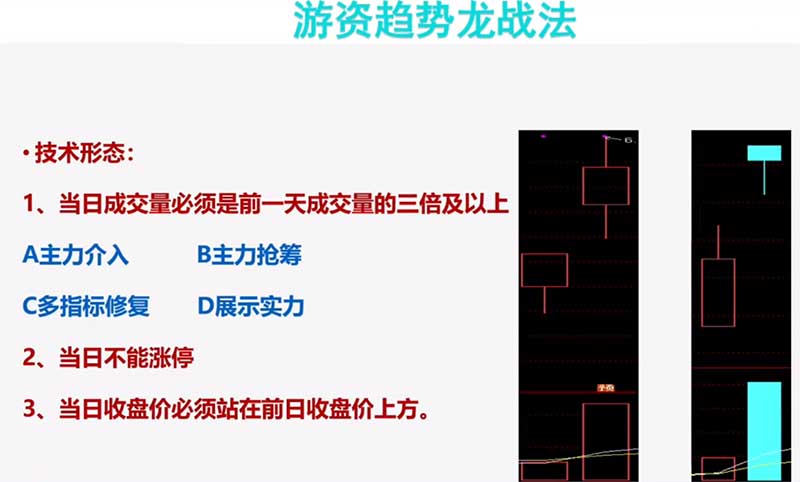 游资趋势龙战法
•技术形态：
1、当日成交量必须是前一天成交量的三倍及以上
A主力介入 B主力抢筹
C多指标修复 D展示实力
2、当日不能涨停
3、当日收盘价必须站在前日收盘价上方。
6.